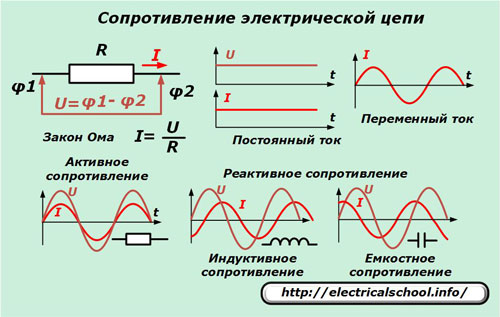 Сопротивление электрической цепи
R
I
φ1
φ2
U=φ1- φ2
Закон Ома
I= U/R
U
t
I
t
Постоянный ток
I
t
Переменный ток
Активное
сопротивление
U
I
t
Реактивное сопротивление
U
I
t
Индуктивное
сопротивление
U
I
t
Емкостное
сопротивление
http://electricalschool.info/